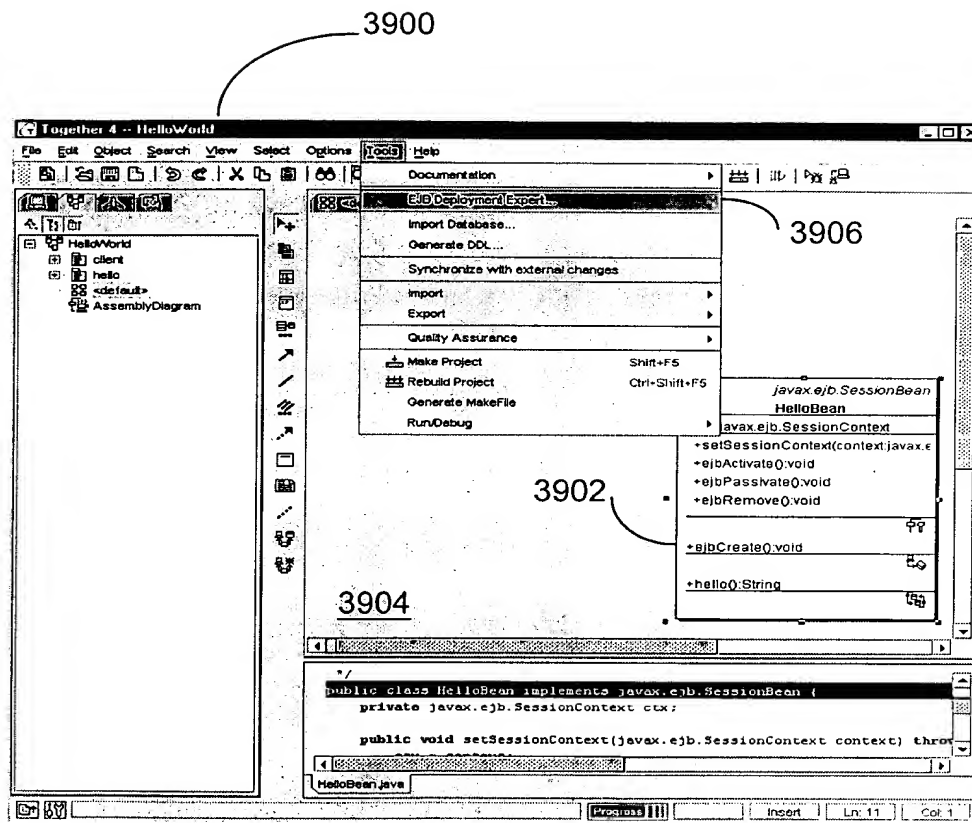 3900
Together 4 -- HelloWorld
File Edit Object Search View Select Options Tools Help
Documentation
EJB Deployment Expert...
3906
Import Database...
Generate DDL...
Synchronize with external changes
Import
Export
Quality Assurance
Make Project Shift+F5
Rebuild Project Ctrl+Shift+F5
Generate MakeFile
Run/Debug
HelloWorld
client
hello
<default>
AssemblyDiagram
javax.ejb.SessionBean
HelloBean
javax.ejb.SessionContext
+setSessionContext(context:javax.e
+ejbActivate():void
+ejbPassivate():void
+ejbRemove():void
3902
+ejbCreate():void
+hello():String
3904
*/
public class HelloBean implements javax.ejb.SessionBean {
private javax.ejb.SessionContext ctx;
public void setSessionContext(javax.ejb.SessionContext context) throw
HelloBean.java
Progress Insert Ln: 11 Col: 1